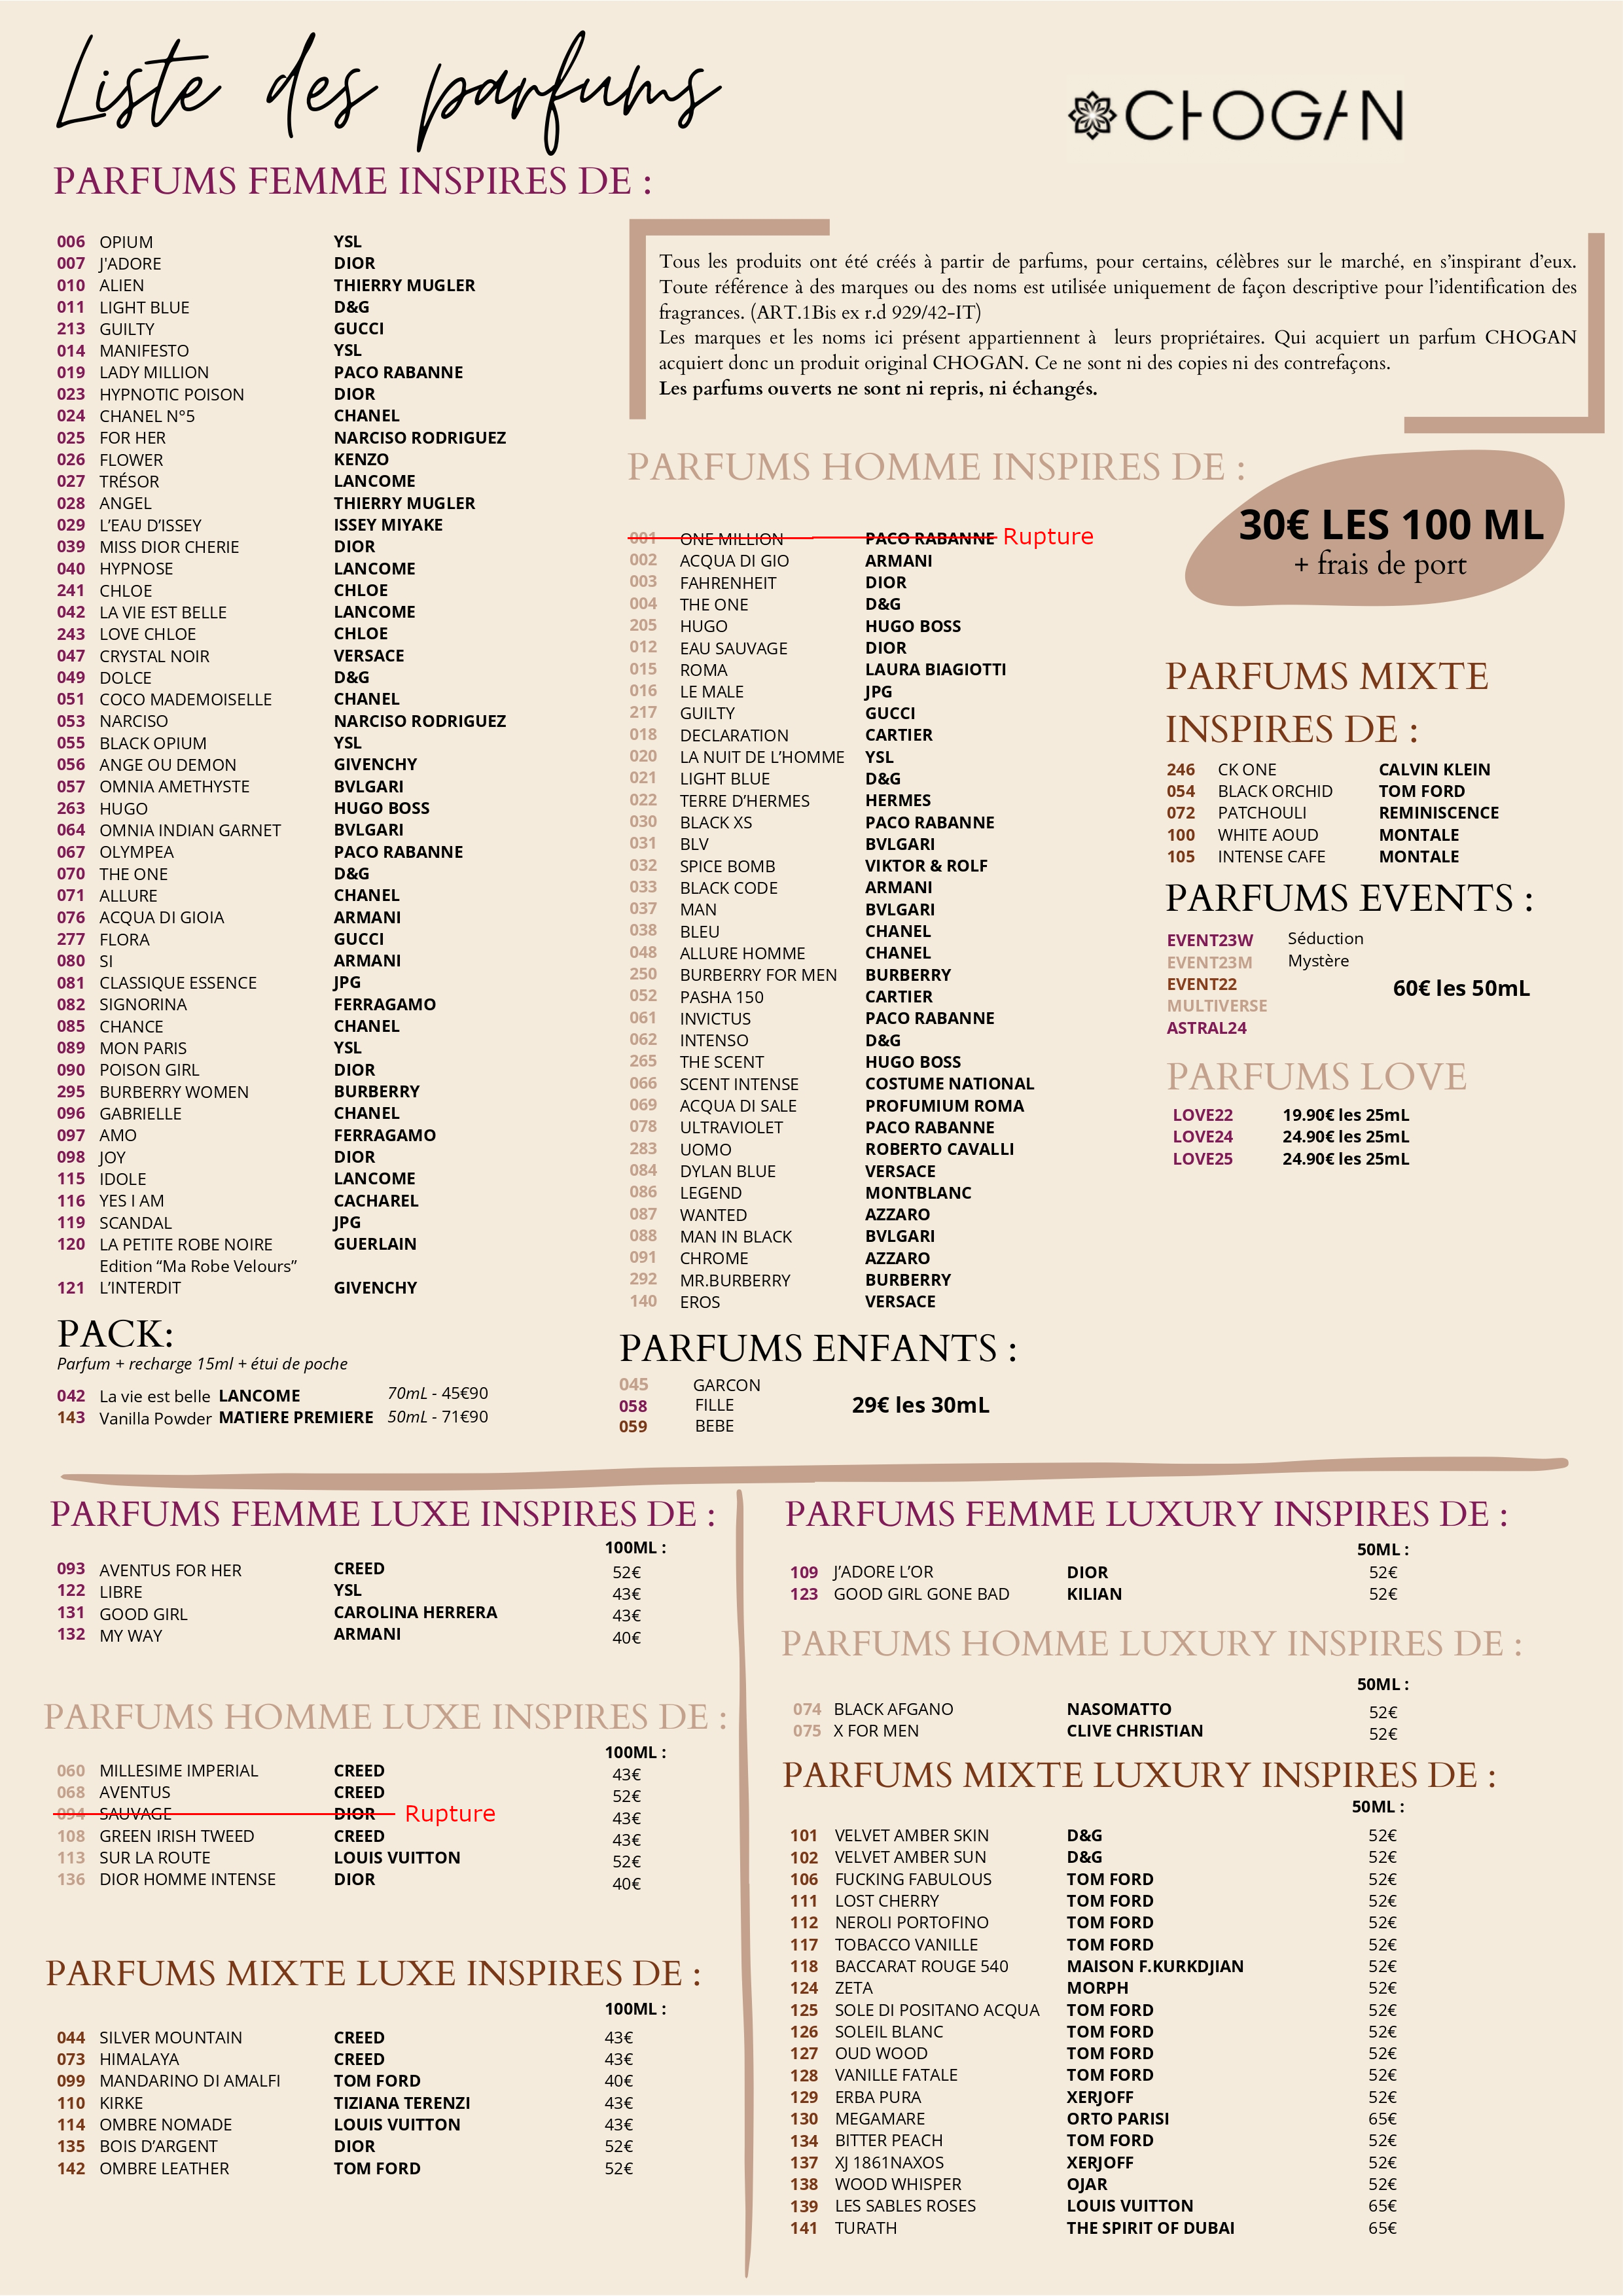 Liste des parfums
CHOGAN
PARFUMS FEMME INSPIRES DE :
006 OPIUM YSL
007 J'ADORE DIOR
010 ALIEN THIERRY MUGLER
011 LIGHT BLUE D&G
213 GUILTY GUCCI
014 MANIFESTO YSL
019 LADY MILLION PACO RABANNE
023 HYPNOTIC POISON DIOR
024 CHANEL N°5 CHANEL
025 FOR HER NARCISO RODRIGUEZ
026 FLOWER KENZO
027 TRÉSOR LANCOME
028 ANGEL THIERRY MUGLER
029 L'EAU D'ISSEY ISSEY MIYAKE
039 MISS DIOR CHERIE DIOR
040 HYPNOSE LANCOME
241 CHLOE CHLOE
042 LA VIE EST BELLE LANCOME
243 LOVE CHLOE CHLOE
047 CRYSTAL NOIR VERSACE
049 DOLCE D&G
051 COCO MADEMOISELLE CHANEL
053 NARCISO NARCISO RODRIGUEZ
055 BLACK OPIUM YSL
056 ANGE OU DEMON GIVENCHY
057 OMNIA AMETHYSTE BVLGARI
263 HUGO HUGO BOSS
064 OMNIA INDIAN GARNET BVLGARI
067 OLYMPEA PACO RABANNE
070 THE ONE D&G
071 ALLURE CHANEL
076 ACQUA DI GIOIA ARMANI
277 FLORA GUCCI
080 SI ARMANI
081 CLASSIQUE ESSENCE JPG
082 SIGNORINA FERRAGAMO
085 CHANCE CHANEL
089 MON PARIS YSL
090 POISON GIRL DIOR
295 BURBERRY WOMEN BURBERRY
096 GABRIELLE CHANEL
097 AMO FERRAGAMO
098 JOY DIOR
115 IDOLE LANCOME
116 YES I AM CACHAREL
119 SCANDAL JPG
120 LA PETITE ROBE NOIRE GUERLAIN
Edition “Ma Robe Velours”
121 L'INTERDIT GIVENCHY
PACK:
Parfum + recharge 15ml + étui de poche
042 La vie est belle LANCOME 70mL - 45€90
143 Vanilla Powder MATIERE PREMIERE 50mL - 71€90
Tous les produits ont été créés à partir de parfums, pour certains, célèbres sur le marché, en s'inspirant d'eux.
Toute référence à des marques ou des noms est utilisée uniquement de façon descriptive pour l'identification des
fragrances. (ART.1Bis ex r.d 929/42-IT)
Les marques et les noms ici présent appartiennent à leurs propriétaires. Qui acquiert un parfum CHOGAN
acquiert donc un produit original CHOGAN. Ce ne sont ni des copies ni des contrefaçons.
Les parfums ouverts ne sont ni repris, ni échangés.
PARFUMS HOMME INSPIRES DE :
001 ONE MILLION PACO RABANNE Rupture
002 ACQUA DI GIO ARMANI
003 FAHRENHEIT DIOR
004 THE ONE D&G
205 HUGO HUGO BOSS
012 EAU SAUVAGE DIOR
015 ROMA LAURA BIAGIOTTI
016 LE MALE JPG
217 GUILTY GUCCI
018 DECLARATION CARTIER
020 LA NUIT DE L'HOMME YSL
021 LIGHT BLUE D&G
022 TERRE D'HERMES HERMES
030 BLACK XS PACO RABANNE
031 BLV BVLGARI
032 SPICE BOMB VIKTOR & ROLF
033 BLACK CODE ARMANI
037 MAN BVLGARI
038 BLEU CHANEL
048 ALLURE HOMME CHANEL
250 BURBERRY FOR MEN BURBERRY
052 PASHA 150 CARTIER
061 INVICTUS PACO RABANNE
062 INTENSO D&G
265 THE SCENT HUGO BOSS
066 SCENT INTENSE COSTUME NATIONAL
069 ACQUA DI SALE PROFUMIUM ROMA
078 ULTRAVIOLET PACO RABANNE
283 UOMO ROBERTO CAVALLI
084 DYLAN BLUE VERSACE
086 LEGEND MONTBLANC
087 WANTED AZZARO
088 MAN IN BLACK BVLGARI
091 CHROME AZZARO
292 MR.BURBERRY BURBERRY
140 EROS VERSACE
PARFUMS ENFANTS :
045 GARCON
058 FILLE
059 BEBE
29€ les 30mL
30€ LES 100 ML
+ frais de port
PARFUMS MIXTE
INSPIRES DE :
246 CK ONE CALVIN KLEIN
054 BLACK ORCHID TOM FORD
072 PATCHOULI REMINISCENCE
100 WHITE AOUD MONTALE
105 INTENSE CAFE MONTALE
PARFUMS EVENTS :
EVENT23W Séduction
EVENT23M Mystère
EVENT22
MULTIVERSE
ASTRAL24
60€ les 50mL
PARFUMS LOVE
LOVE22 19.90€ les 25mL
LOVE24 24.90€ les 25mL
LOVE25 24.90€ les 25mL
PARFUMS FEMME LUXE INSPIRES DE :
100ML :
093 AVENTUS FOR HER CREED 52€
122 LIBRE YSL 43€
131 GOOD GIRL CAROLINA HERRERA 43€
132 MY WAY ARMANI 40€
PARFUMS HOMME LUXE INSPIRES DE :
100ML :
060 MILLESIME IMPERIAL CREED 43€
068 AVENTUS CREED 52€
094 SAUVAGE DIOR Rupture 43€
108 GREEN IRISH TWEED CREED 43€
113 SUR LA ROUTE LOUIS VUITTON 52€
136 DIOR HOMME INTENSE DIOR 40€
PARFUMS MIXTE LUXE INSPIRES DE :
100ML :
044 SILVER MOUNTAIN CREED 43€
073 HIMALAYA CREED 43€
099 MANDARINO DI AMALFI TOM FORD 40€
110 KIRKE TIZIANA TERENZI 43€
114 OMBRE NOMADE LOUIS VUITTON 43€
135 BOIS D'ARGENT DIOR 52€
142 OMBRE LEATHER TOM FORD 52€
PARFUMS FEMME LUXURY INSPIRES DE :
50ML :
109 J'ADORE L'OR DIOR 52€
123 GOOD GIRL GONE BAD KILIAN 52€
PARFUMS HOMME LUXURY INSPIRES DE :
50ML :
074 BLACK AFGANO NASOMATTO 52€
075 X FOR MEN CLIVE CHRISTIAN 52€
PARFUMS MIXTE LUXURY INSPIRES DE :
50ML :
101 VELVET AMBER SKIN D&G 52€
102 VELVET AMBER SUN D&G 52€
106 FUCKING FABULOUS TOM FORD 52€
111 LOST CHERRY TOM FORD 52€
112 NEROLI PORTOFINO TOM FORD 52€
117 TOBACCO VANILLE TOM FORD 52€
118 BACCARAT ROUGE 540 MAISON F.KURKDJIAN 52€
124 ZETA MORPH 52€
125 SOLE DI POSITANO ACQUA TOM FORD 52€
126 SOLEIL BLANC TOM FORD 52€
127 OUD WOOD TOM FORD 52€
128 VANILLE FATALE TOM FORD 52€
129 ERBA PURA XERJOFF 52€
130 MEGAMARE ORTO PARISI 65€
134 BITTER PEACH TOM FORD 52€
137 XJ 1861NAXOS XERJOFF 52€
138 WOOD WHISPER OJAR 52€
139 LES SABLES ROSES LOUIS VUITTON 65€
141 TURATH THE SPIRIT OF DUBAI 65€